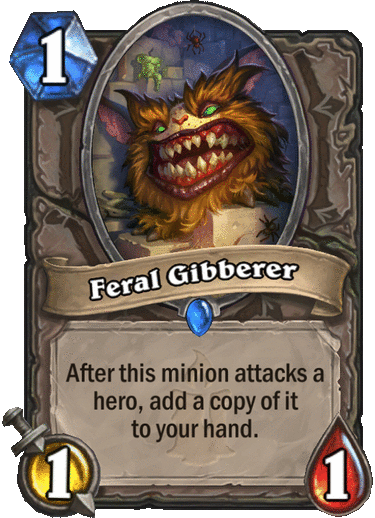 1
Feral Gibberer
After this minion attacks a
hero, add a copy of it
to your hand.
1
1